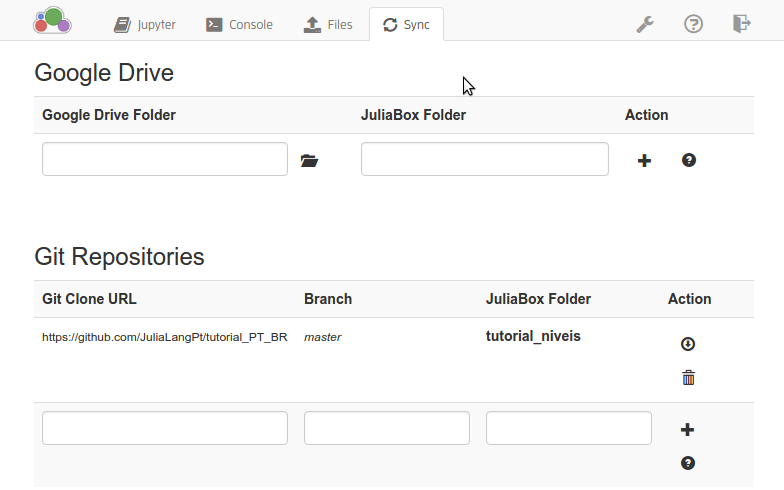 Jupyter Console Files Sync
Google Drive
Google Drive Folder JuliaBox Folder Action
Git Repositories
Git Clone URL Branch JuliaBox Folder Action
https://github.com/JuliaLangPt/tutorial_PT_BR master tutorial_niveis